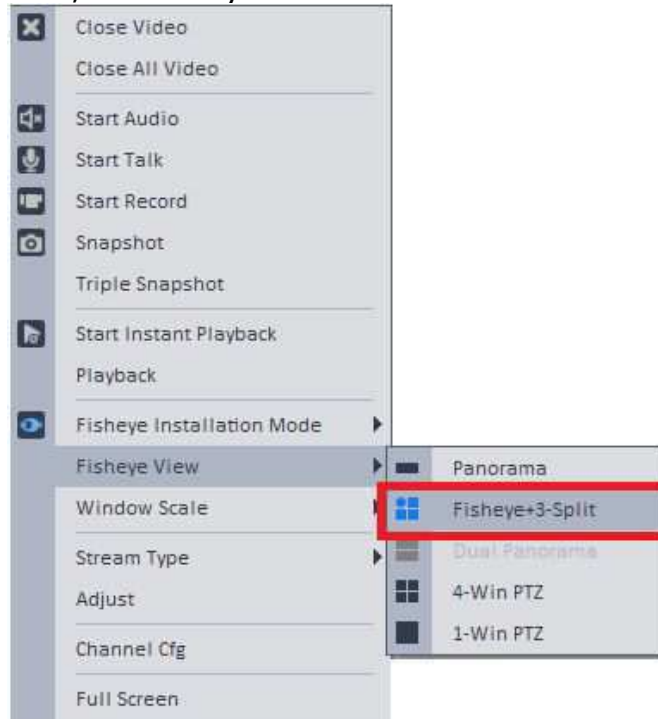 Close Video
Close All Video
Start Audio
Start Talk
Start Record
Snapshot
Triple Snapshot
Start Instant Playback
Playback
Fisheye Installation Mode
Fisheye View
Panorama
Window Scale
Fisheye+3-Split
Stream Type
Dual Panorama
Adjust
4-Win PTZ
1-Win PTZ
Channel Cfg
Full Screen